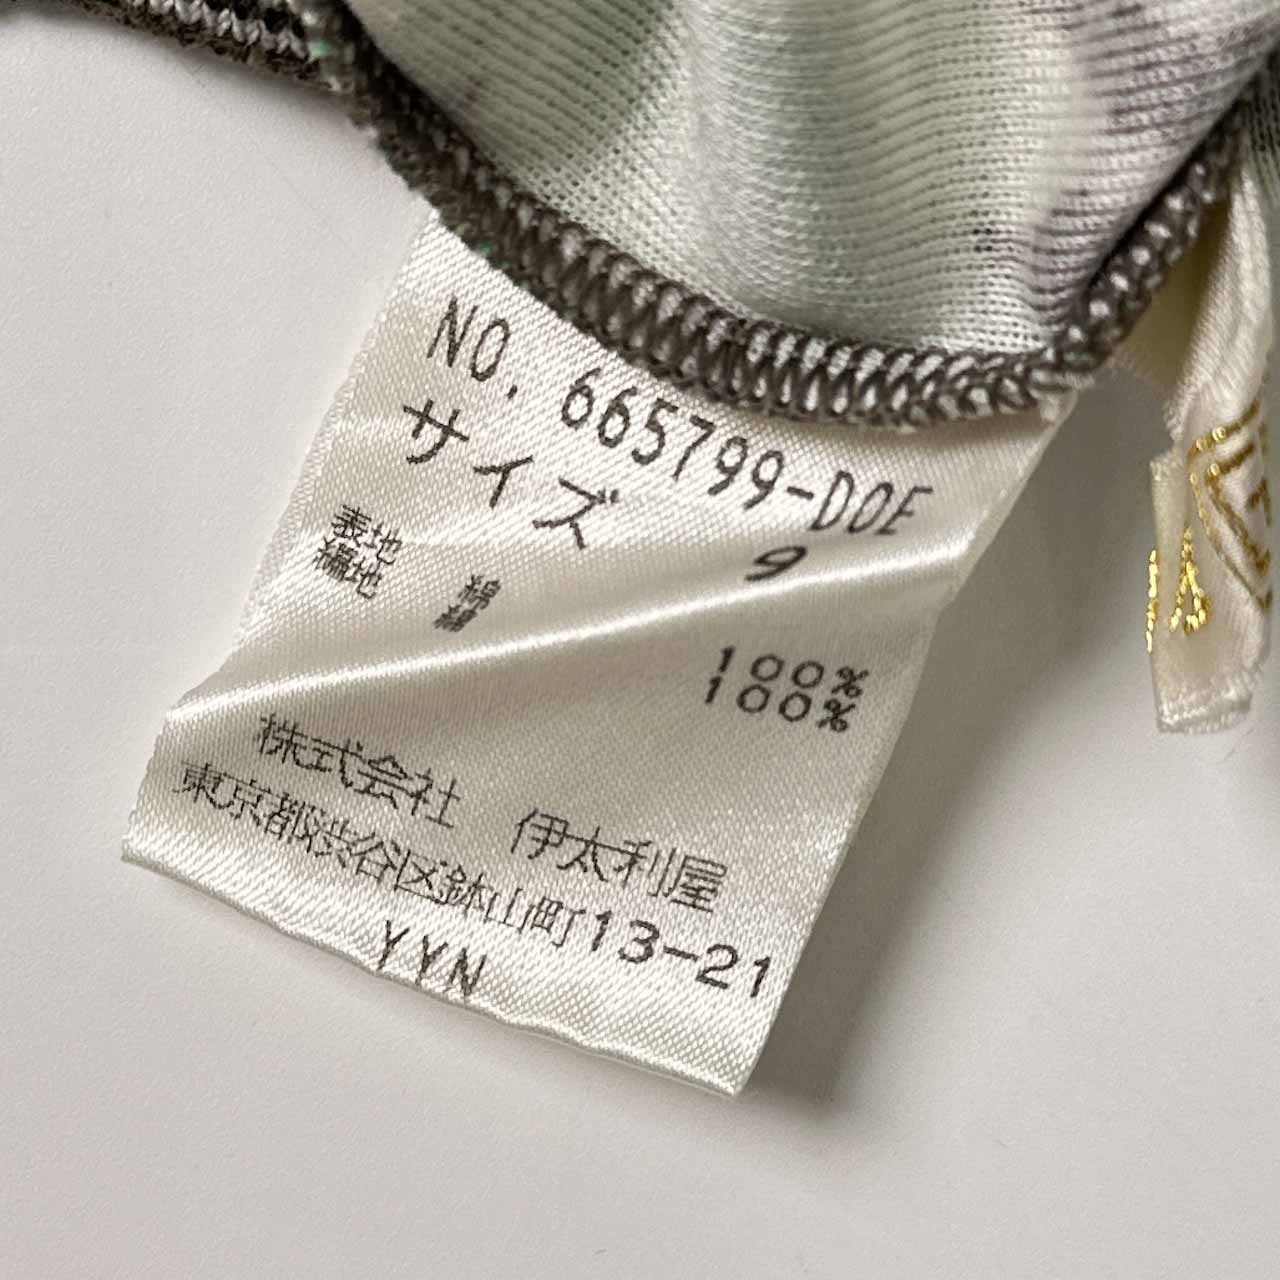 NO. 665799-DOE
サイズ 9
表地 綿 100%
編地 綿 100%
株式会社 伊太利屋
東京都渋谷区鉢山町13-21
YYN